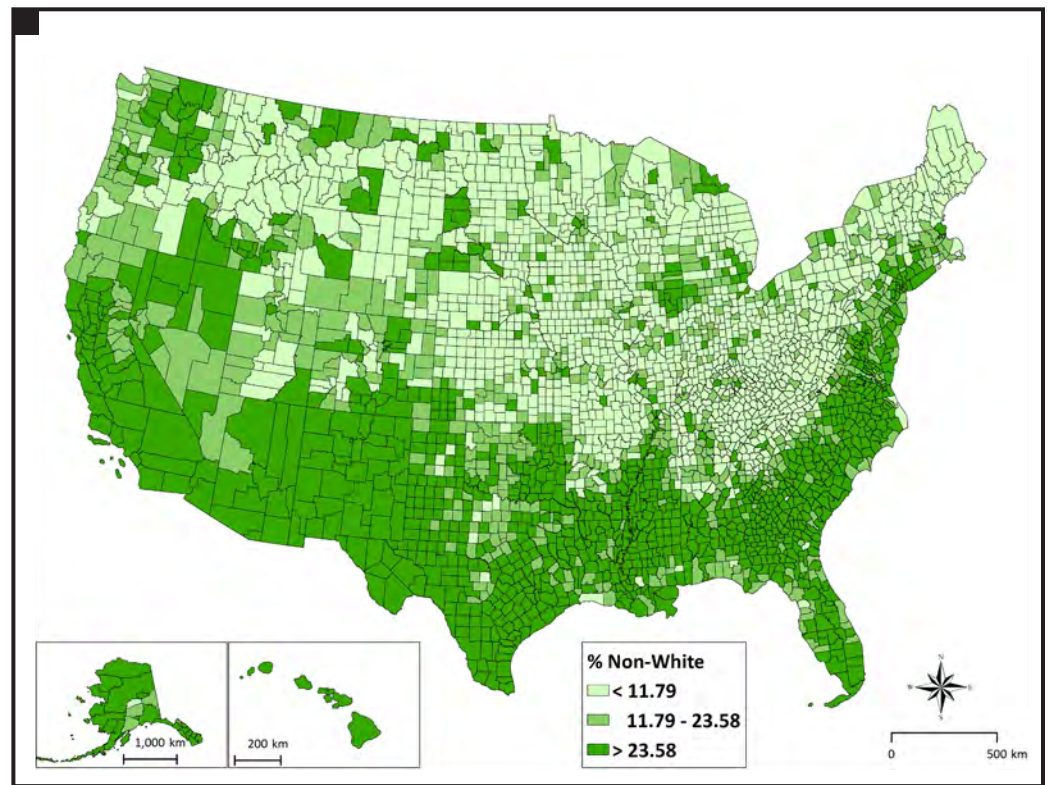 1,000 km
200 km
% Non-White
< 11.79
11.79 - 23.58
> 23.58
N
W
E
S
0
500 km